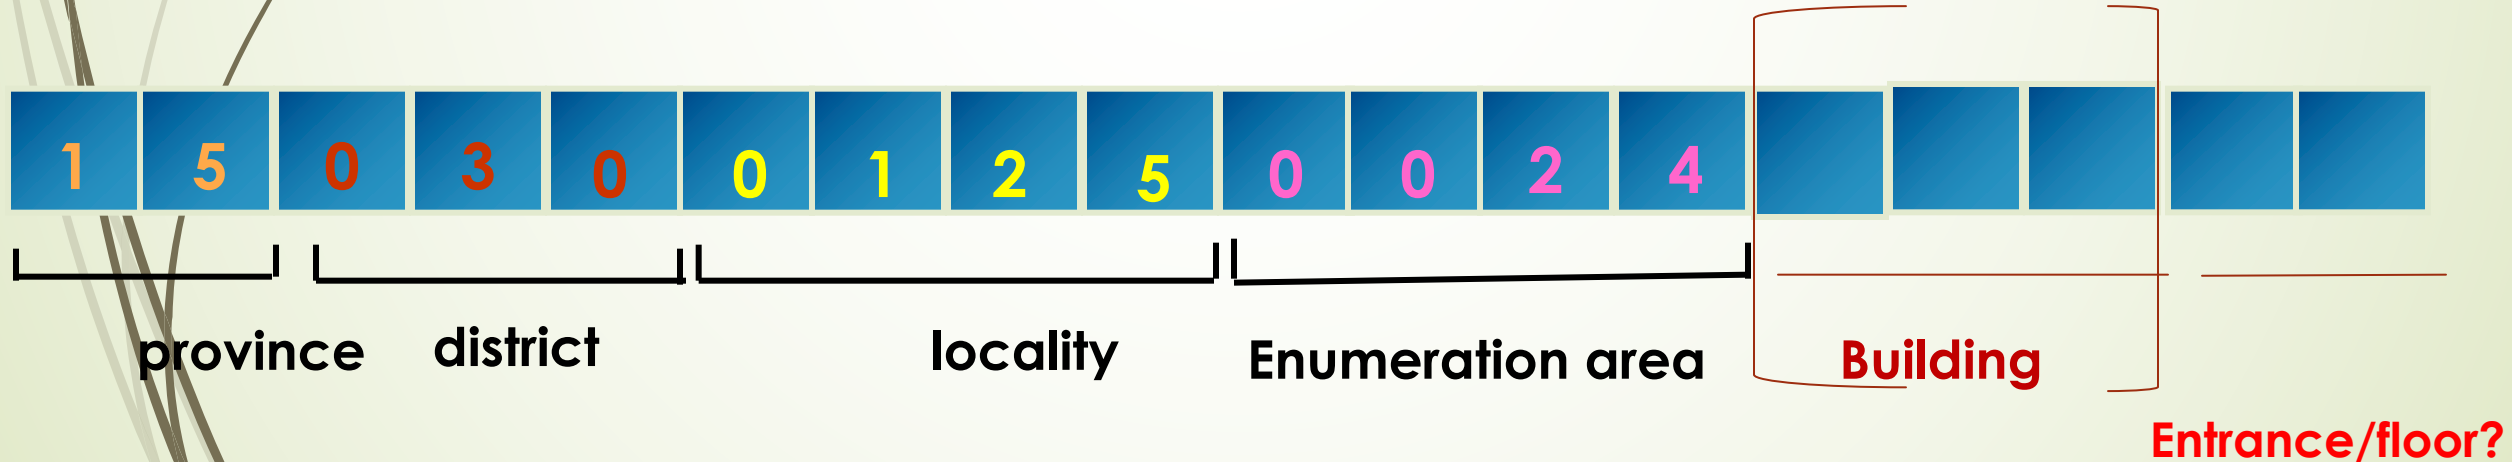 1 5 0 3 0 0 1 2 5 0 0 2 4
province district locality Enumeration area Building
Entrance/floor?